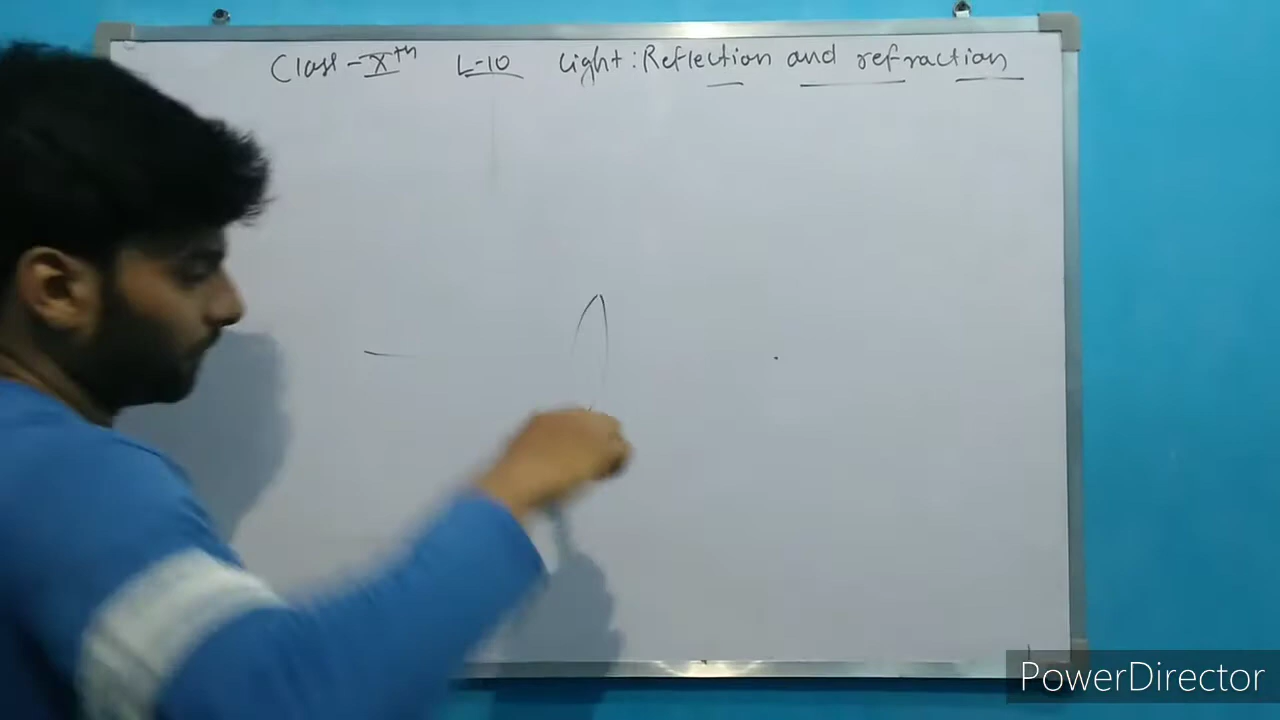 Class - Xth L-10 Light: Reflection and refraction
PowerDirector